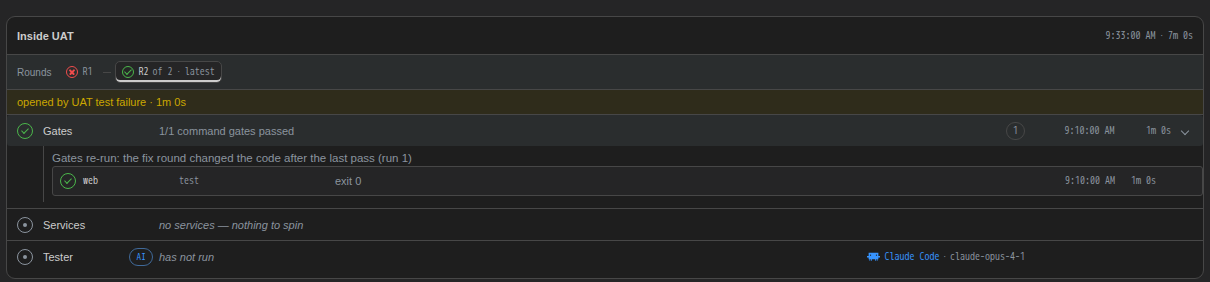 Inside UAT 9:33:00 AM · 7m 0s
Rounds R1 — R2 of 2 · latest
opened by UAT test failure · 1m 0s
Gates 1/1 command gates passed 1 9:10:00 AM 1m 0s
Gates re-run: the fix round changed the code after the last pass (run 1)
web test exit 0 9:10:00 AM 1m 0s
Services no services — nothing to spin
Tester AI has not run Claude Code · claude-opus-4-1